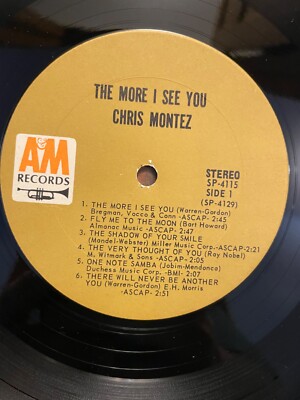 THE MORE I SEE YOU
CHRIS MONTEZ
A&M
RECORDS
STEREO
SP-4115
SIDE 1
(SP-4129)
1. THE MORE I SEE YOU (Warren-Gordon)
Bregman, Vocco & Conn -ASCAP- 2:45
2. FLY ME TO THE MOON (Bart Howard)
Almanac Music -ASCAP- 2:45
3. THE SHADOW OF YOUR SMILE
(Mandel-Webster) Miller Music Corp.-ASCAP-2:21
4. THE VERY THOUGHT OF YOU (Ray Nobel)
M. Witmark & Sons -ASCAP- 2:05
5. ONE NOTE SAMBA (Jobim-Mendonca)
Duchess Music Corp. -BMI- 2:07
6. THERE WILL NEVER BE ANOTHER
YOU (Warren-Gordon) E.H. Morris
-ASCAP- 2:51